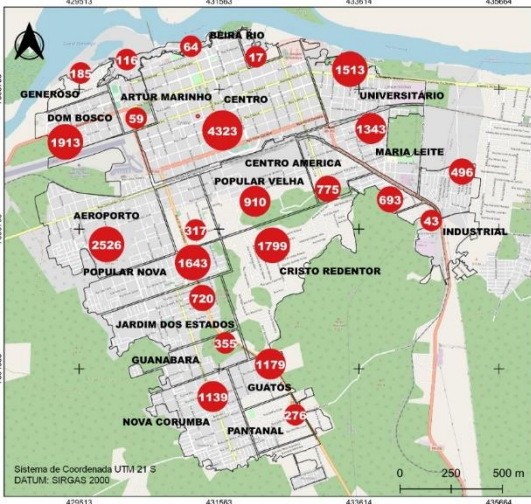 429513 431563 433614 435664
BEIRA RIO
64
17
116
1513
185
GENEROSO
ARTUR MARINHO
CENTRO
UNIVERSITÁRIO
DOM BOSCO
59
1913
4323
1343
MARIA LEITE
CENTRO AMERICA
496
POPULAR VELHA
775
910
693
AEROPORTO
43
317
INDUSTRIAL
2526
1799
1643
POPULAR NOVA
CRISTO REDENTOR
720
JARDIM DOS ESTADOS
355
GUANABARA
1179
GUATÓS
1139
276
NOVA CORUMBA
PANTANAL
Sistema de Coordenada UTM 21 S
DATUM: SIRGAS 2000
0 250 500 m
429513 431563 433614 435664